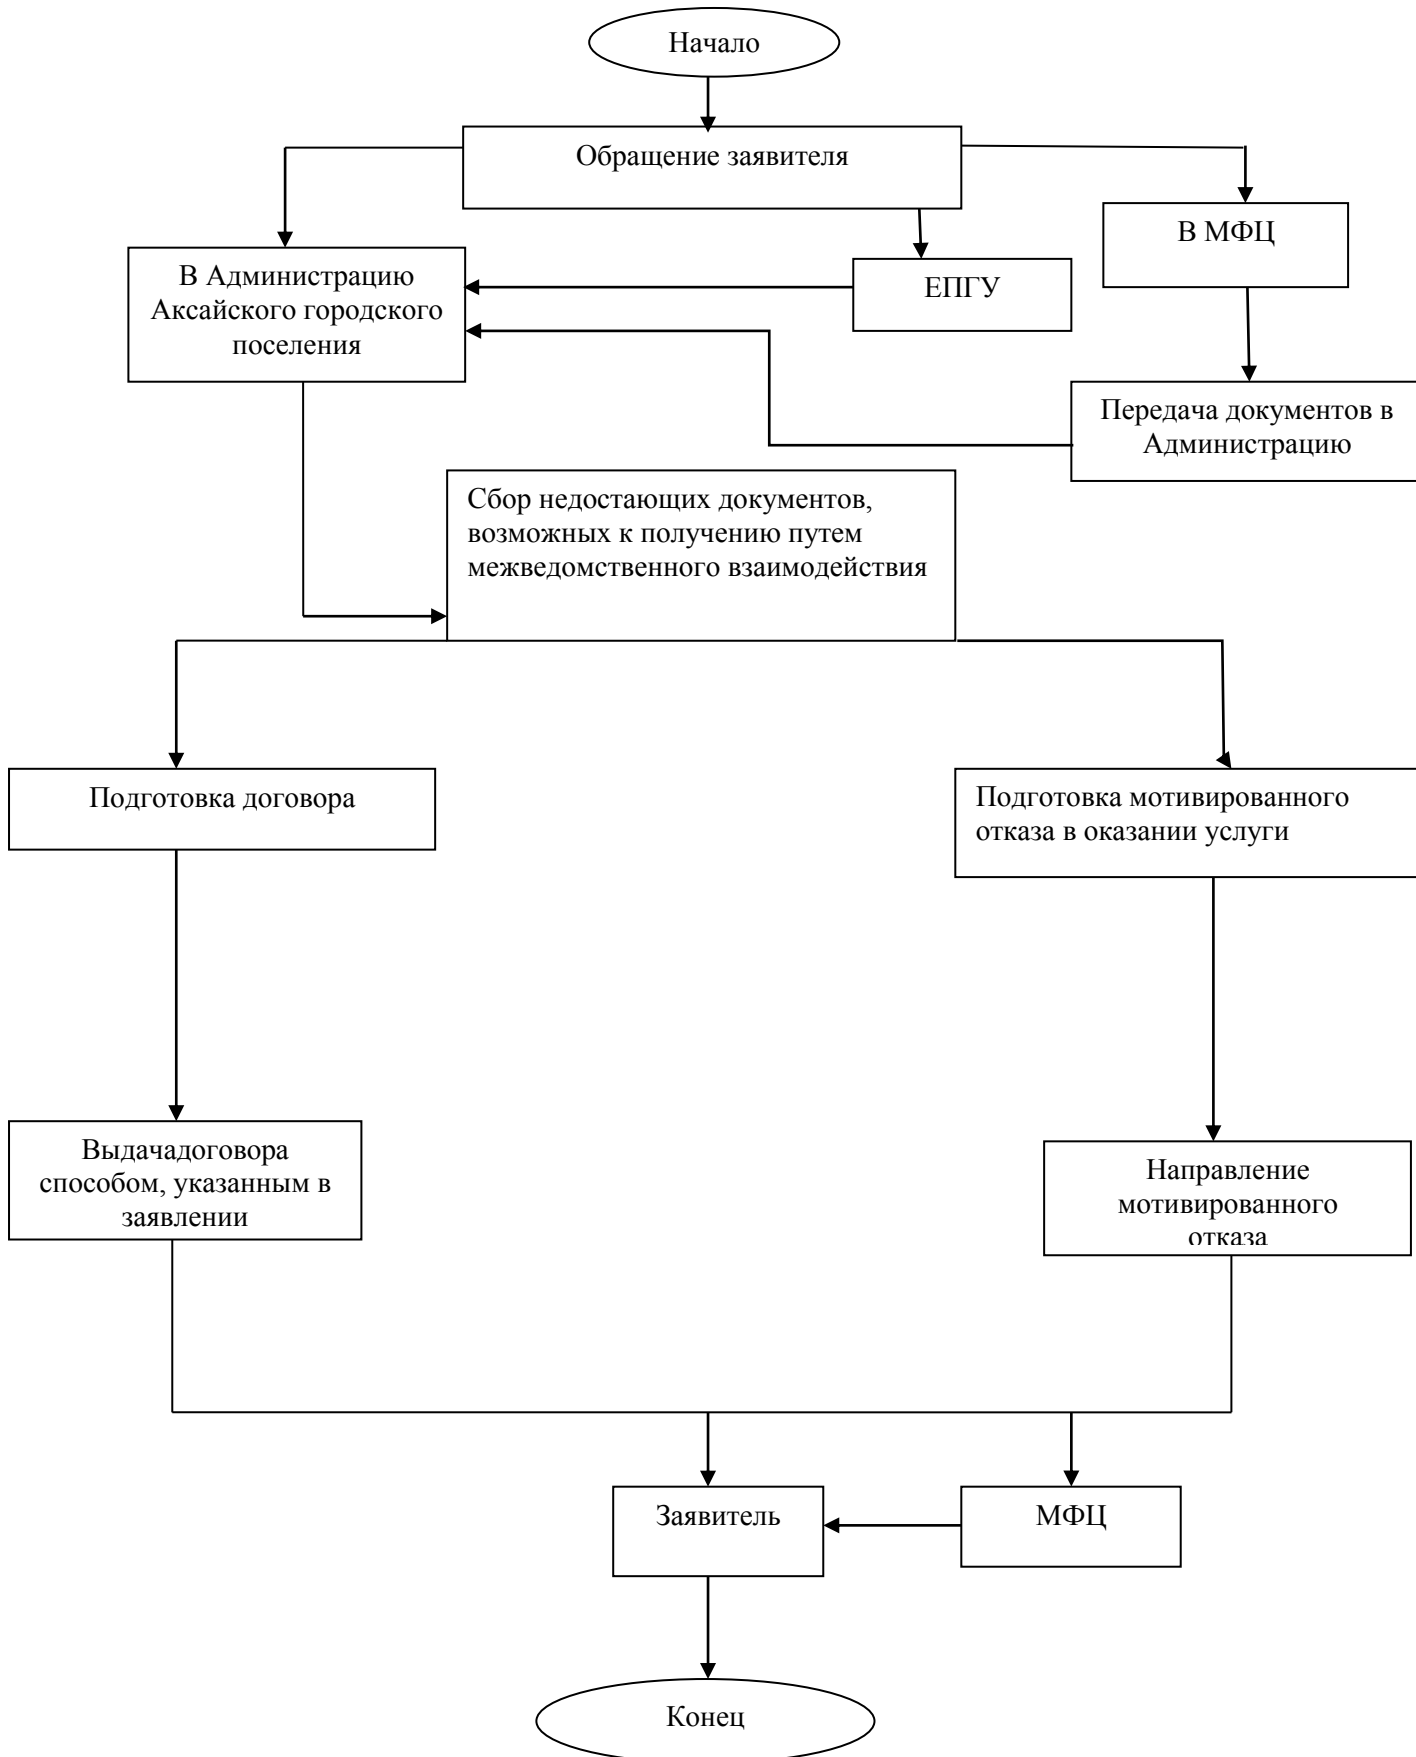 Начало
Обращение заявителя
В МФЦ
В Администрацию
Аксайского городского
поселения
ЕПГУ
Передача документов в
Администрацию
Сбор недостающих документов,
возможных к получению путем
межведомственного взаимодействия
Подготовка договора
Подготовка мотивированного
отказа в оказании услуги
Выдачадоговора
способом, указанным в
заявлении
Направление
мотивированного
отказа
Заявитель
МФЦ
Конец